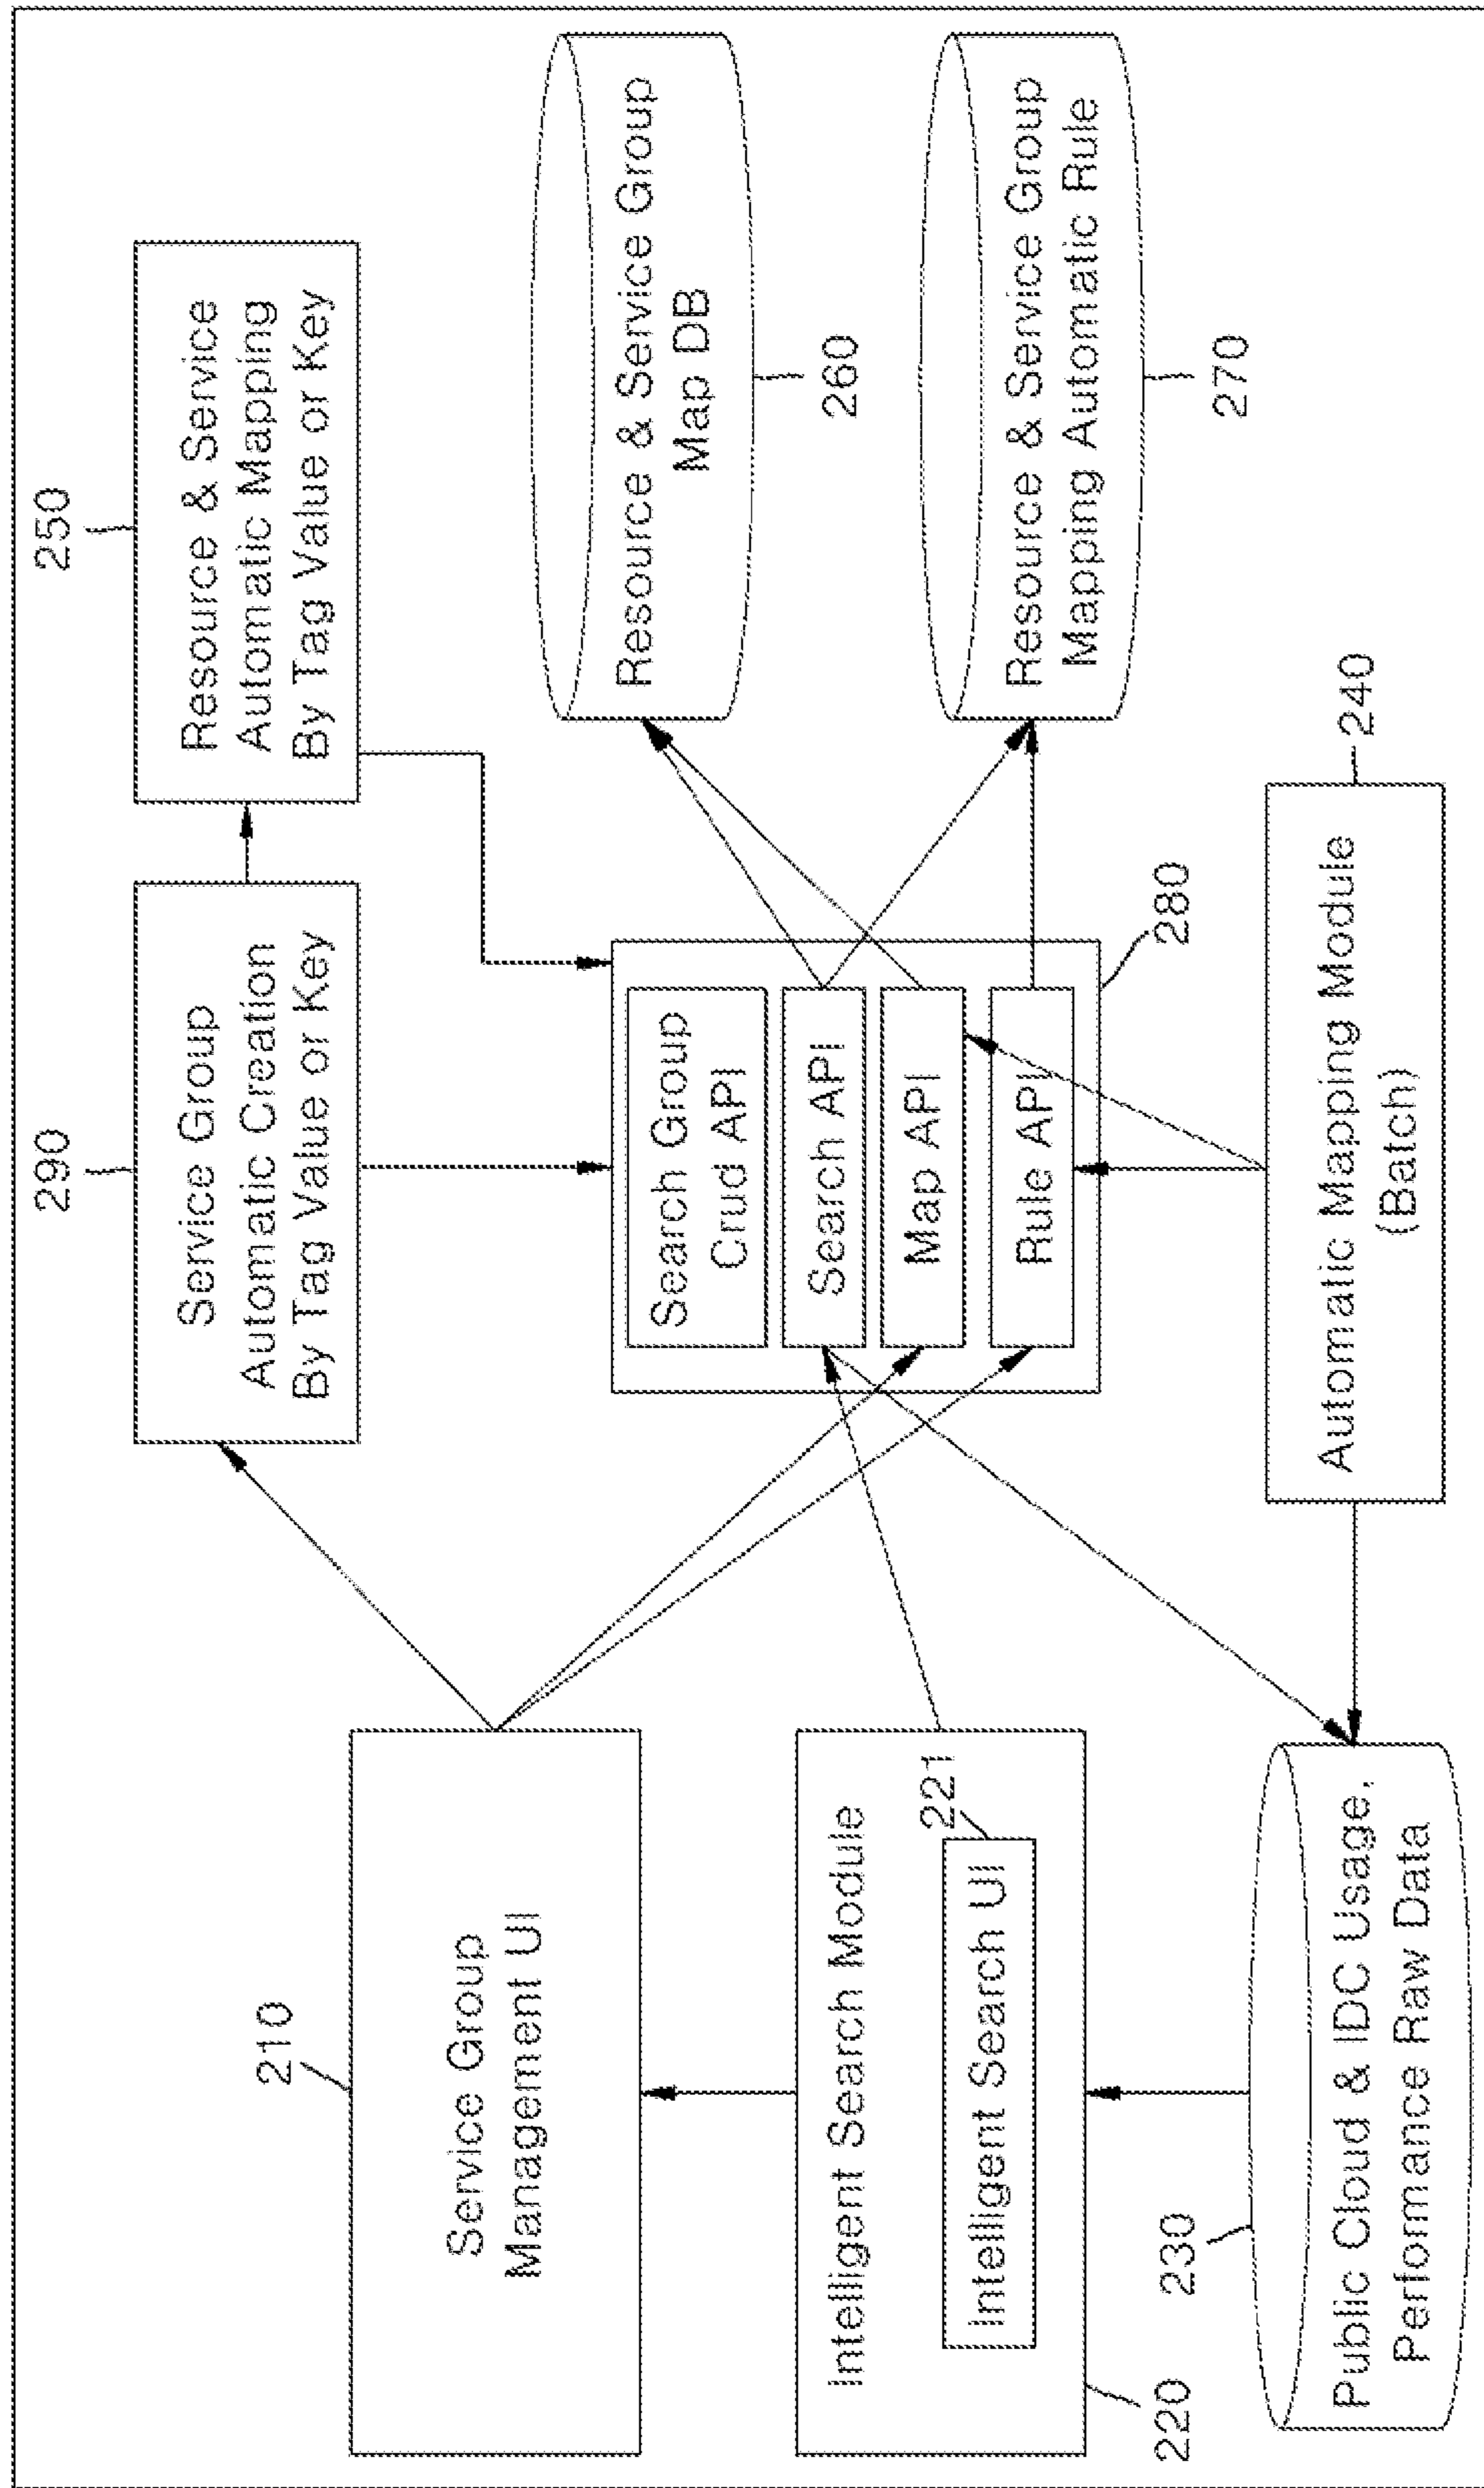 290
Service Group
Automatic Creation
By Tag Value or Key
250
Resource & Service
Automatic Mapping
By Tag Value or Key
210
Service Group
Management UI
Search Group
Crud API
Search API
Map API
Rule API
280
Resource & Service Group
Map DB
260
Intelligent Search Module
221
Intelligent Search UI
220
Resource & Service Group
Mapping Automatic Rule
270
230
Public Cloud & IDC Usage,
Performance Raw Data
Automatic Mapping Module
(Batch)
240